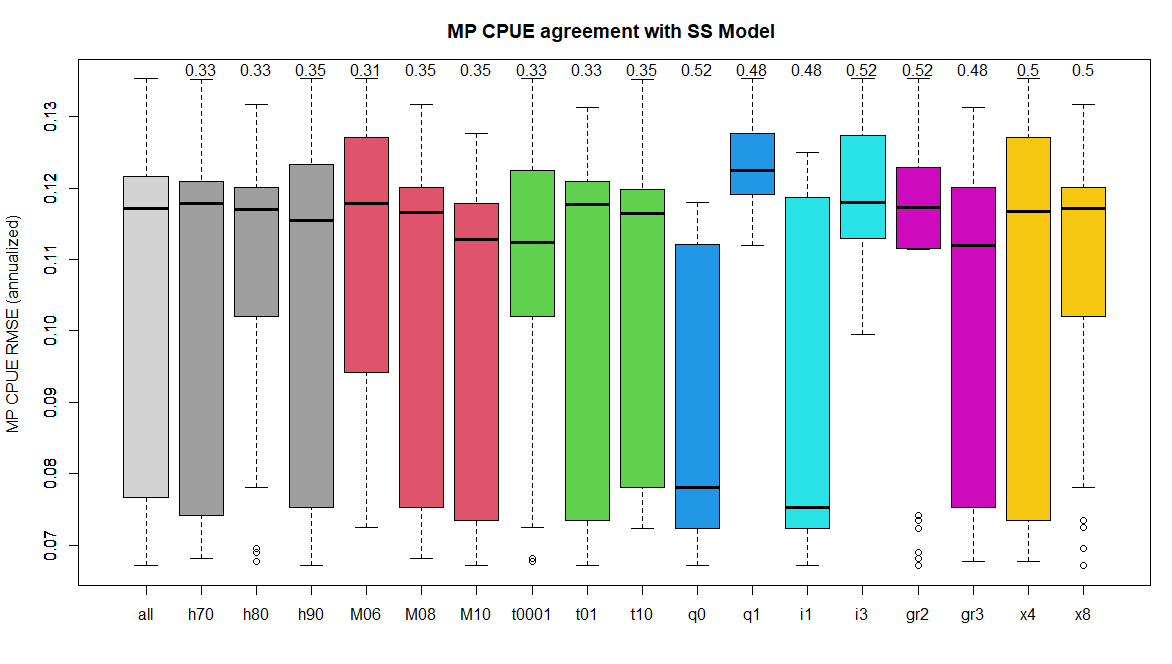 MP CPUE agreement with SS Model
0.33 0.33 0.35 0.31 0.35 0.35 0.33 0.33 0.35 0.52 0.48 0.48 0.52 0.52 0.48 0.5 0.5
MP CPUE RMSE (annualized)
0.13
0.12
0.11
0.10
0.09
0.08
0.07
all h70 h80 h90 M06 M08 M10 t0001 t01 t10 q0 q1 i1 i3 gr2 gr3 x4 x8